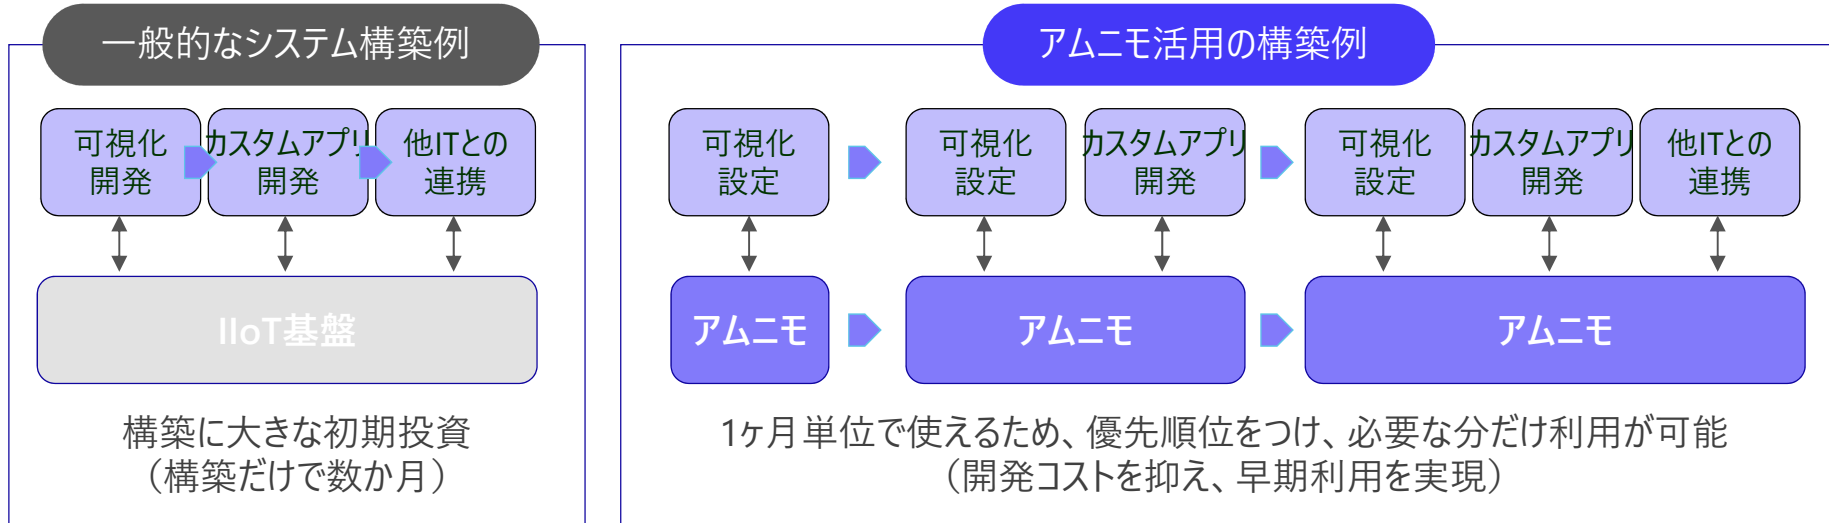 一般的なシステム構築例
可視化
開発
カスタムアプリ
開発
他ITとの
連携
IIoT基盤
構築に大きな初期投資
（構築だけで数か月）
アムニモ活用の構築例
可視化
設定
可視化
設定
カスタムアプリ
開発
可視化
設定
カスタムアプリ
開発
他ITとの
連携
アムニモ
アムニモ
アムニモ
1ヶ月単位で使えるため、優先順位をつけ、必要な分だけ利用が可能
（開発コストを抑え、早期利用を実現）